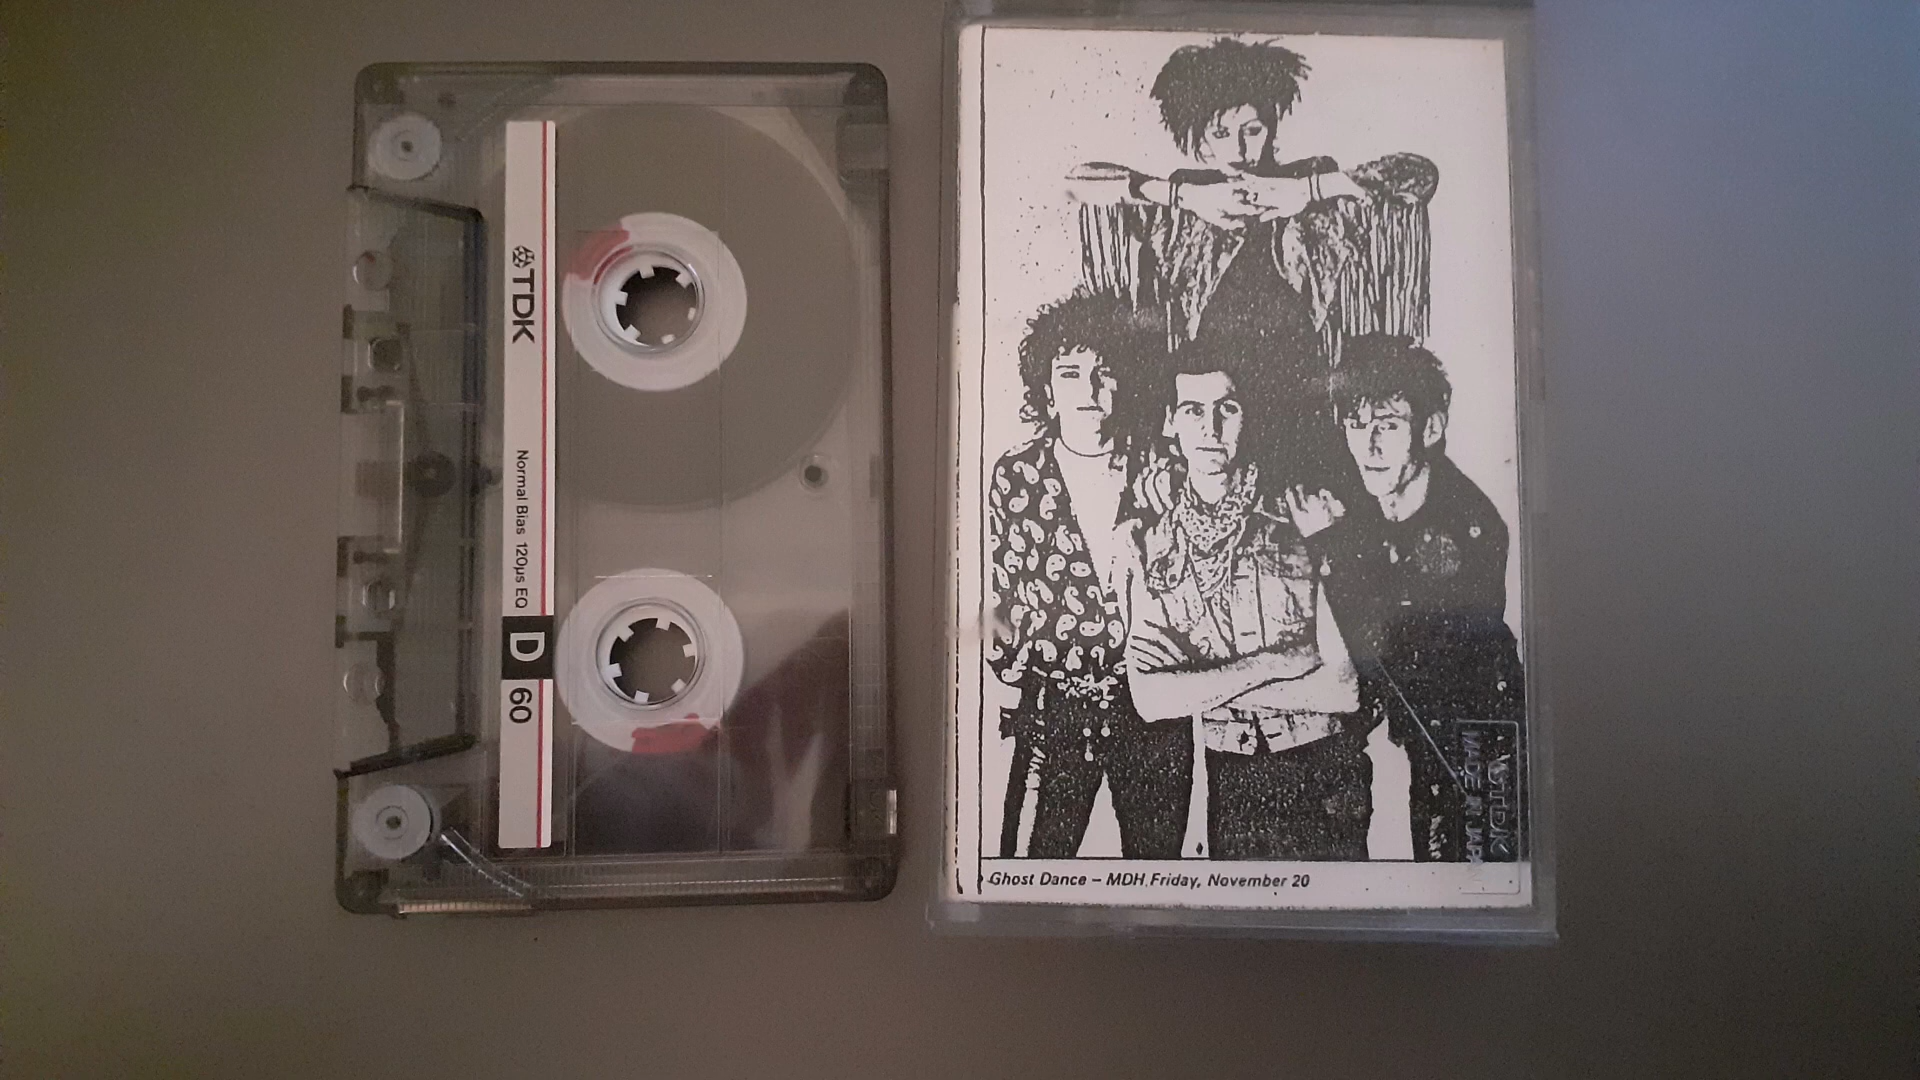 TDK
Normal Bias 120µs EQ
D
60
Ghost Dance – MDH, Friday, November 20
TDK
MADE IN JAPAN